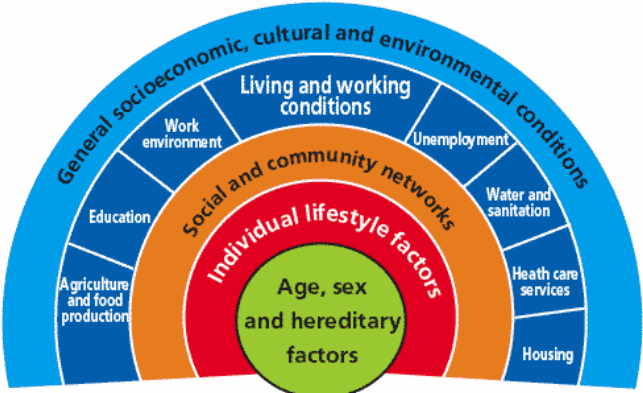 General socioeconomic, cultural and environmental conditions
Living and working
conditions
Work
environment
Unemployment
Education
Water and
sanitation
Agriculture
and food
production
Heath care
services
Housing
Social and community networks
Individual lifestyle factors
Age, sex
and hereditary
factors